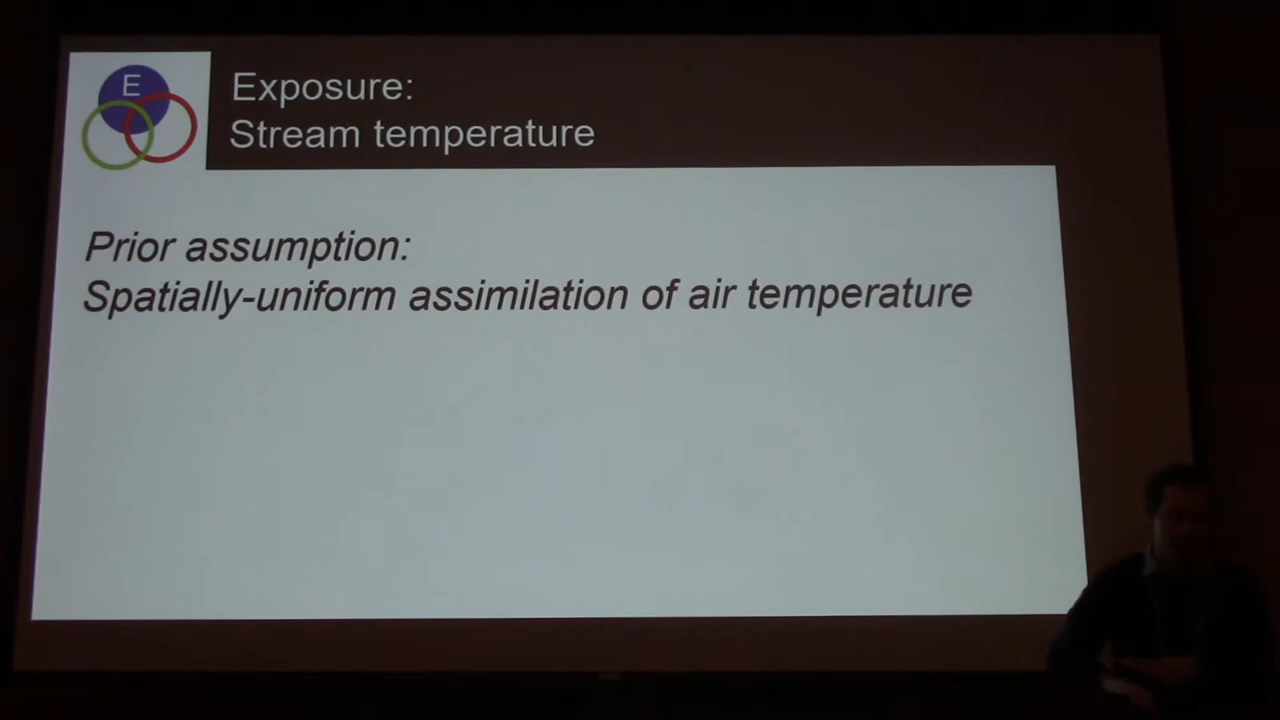 E
Exposure:
Stream temperature
Prior assumption:
Spatially-uniform assimilation of air temperature